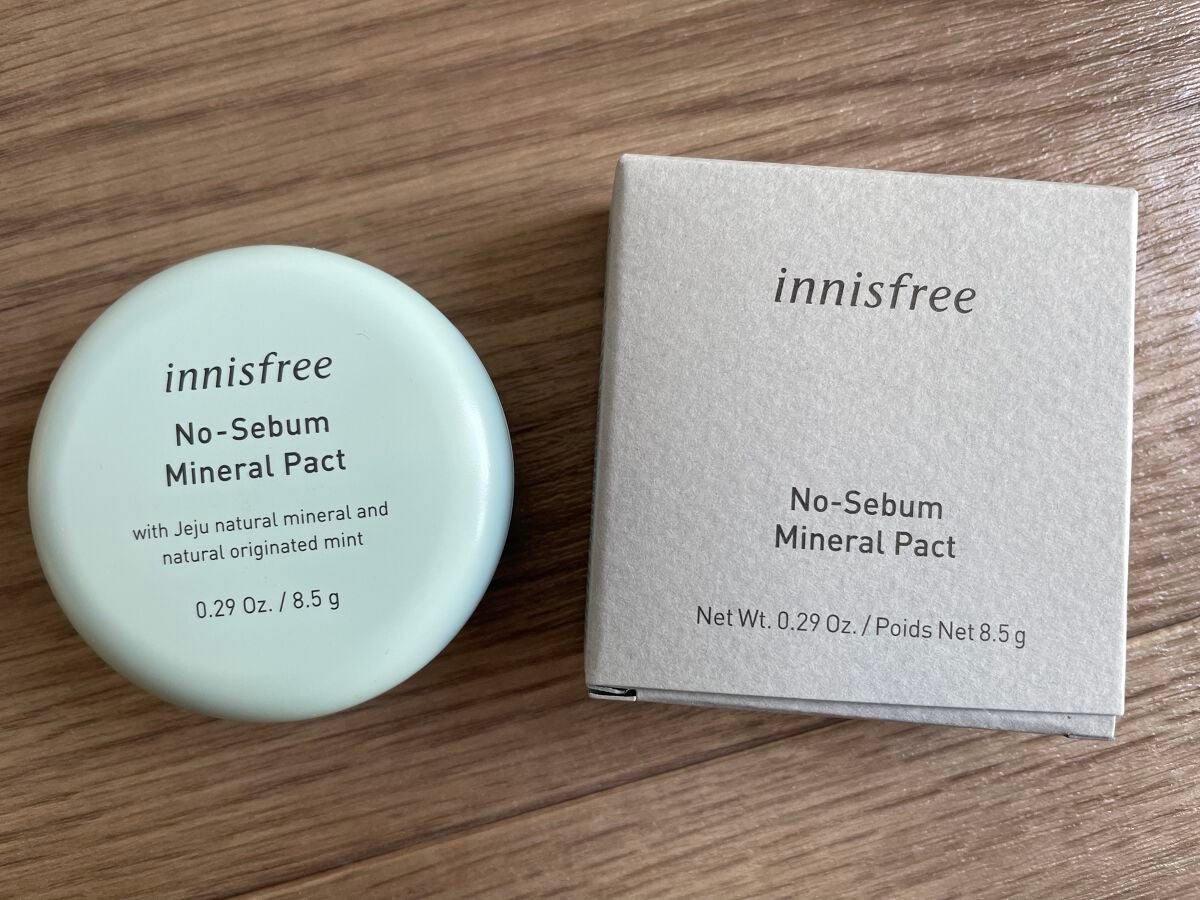 innisfree
No-Sebum
Mineral Pact
with Jeju natural mineral and
natural originated mint
0.29 Oz. / 8.5 g
innisfree
No-Sebum
Mineral Pact
Net Wt. 0.29 Oz. / Poids Net 8.5 g